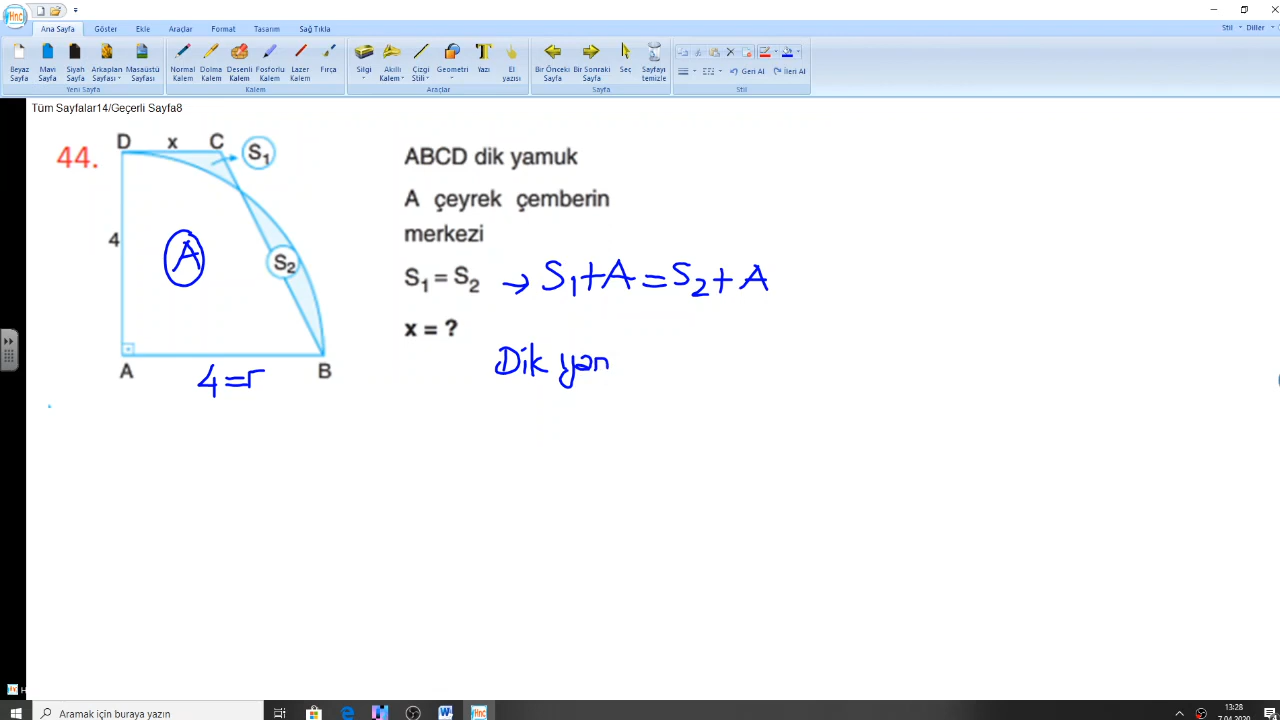 Ana Sayfa Göster Ekle Araçlar Format Tasarım Sağ Tıkla
Stil Diller
Beyaz Sayfa Mavi Sayfa Siyah Sayfa Arkaplan Sayfası Masaüstü Sayfası
Normal Kalem Dolma Kalem Desenli Kalem Fosforlu Kalem Lazer Kalem Fırça
Silgi Akıllı Kalem Çizgi Stili Geometri Yazı El yazısı
Bir Önceki Sayfa Bir Sonraki Sayfa Seç Sayfayı temizle
Geri Al İleri Al
Yeni Sayfa Kalem Araçlar Sayfa Stil
Tüm Sayfalar14/Geçerli Sayfa8
44.
D x C S₁
4
A
S₂
A B
4=r
ABCD dik yamuk
A çeyrek çemberin
merkezi
S₁ = S₂ → S₁+A=S₂+A
x = ?
Dik yam
Aramak için buraya yazın
13:28
7.04.2020